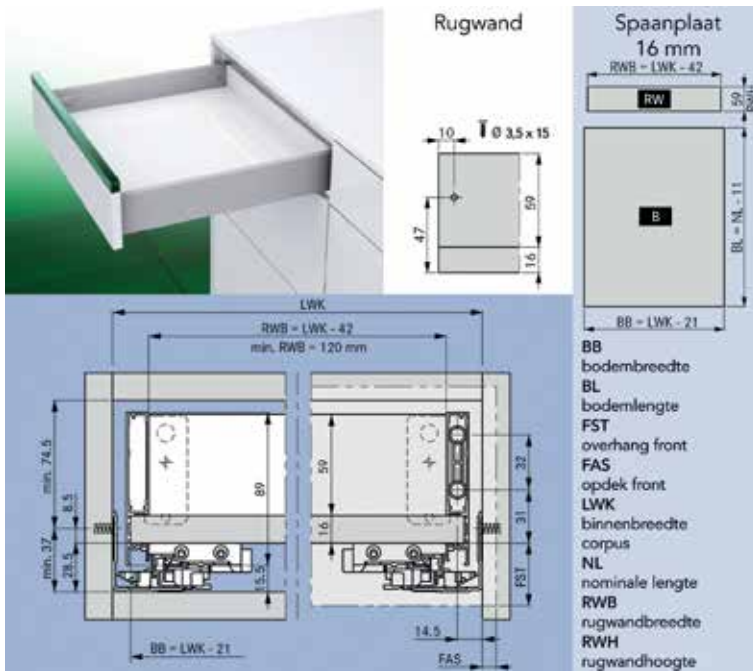 Rugwand
Ø 3,5 x 15
10
47
59
16
Spaanplaat
16 mm
RWB = LWK - 42
RW
59
RWH
B
BL = NL - 11
BB = LWK - 21
LWK
RWB = LWK - 42
min. RWB = 120 mm
min. 74.5
8.5
min. 37
28.5
89
15.5
59
16
32
31
FST
14.5
FAS
BB = LWK - 21
BB
bodembreedte
BL
bodemlengte
FST
overhang front
FAS
opdek front
LWK
binnenbreedte
corpus
NL
nominale lengte
RWB
rugwandbreedte
RWH
rugwandhoogte